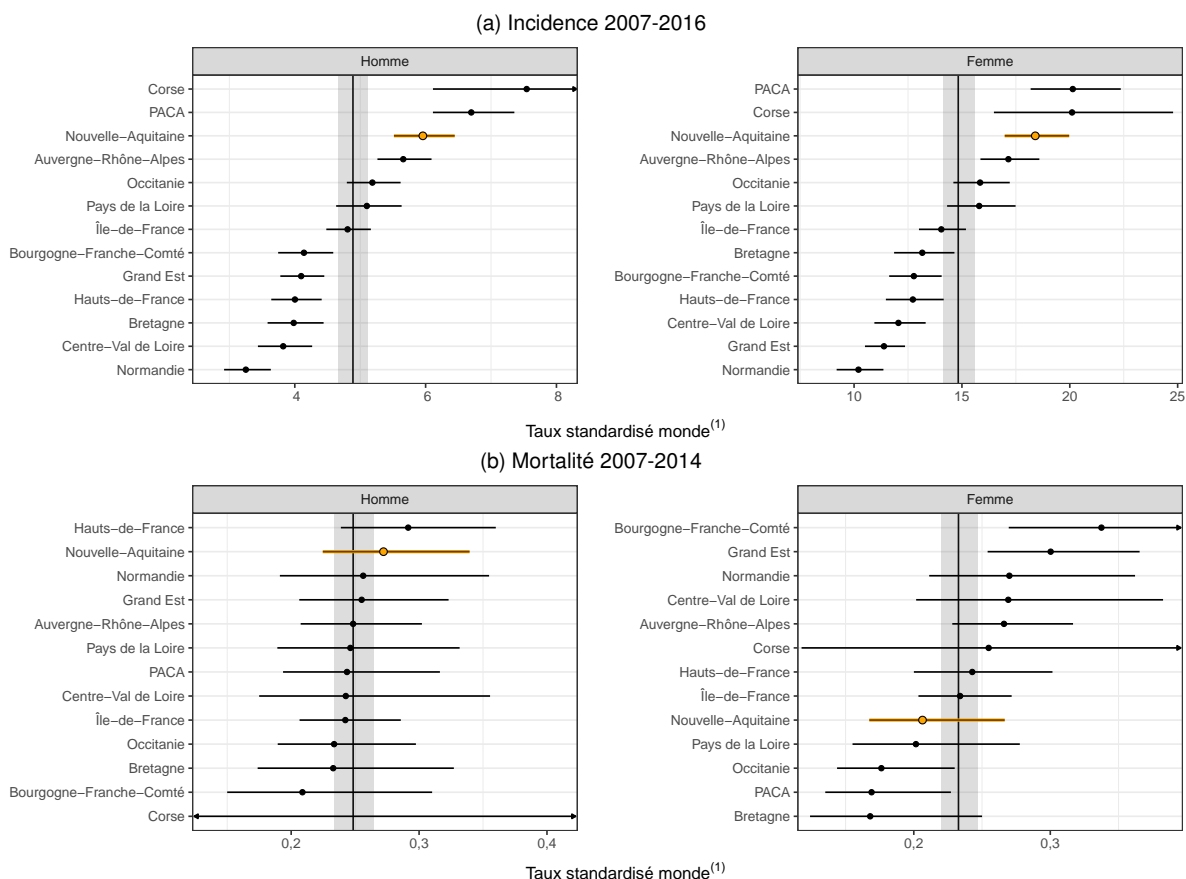 (a) Incidence 2007-2016
Homme
Corse
PACA
Nouvelle−Aquitaine
Auvergne−Rhône−Alpes
Occitanie
Pays de la Loire
Île−de−France
Bourgogne−Franche−Comté
Grand Est
Hauts−de−France
Bretagne
Centre−Val de Loire
Normandie
4 6 8
Femme
PACA
Corse
Nouvelle−Aquitaine
Auvergne−Rhône−Alpes
Occitanie
Pays de la Loire
Île−de−France
Bretagne
Bourgogne−Franche−Comté
Hauts−de−France
Centre−Val de Loire
Grand Est
Normandie
10 15 20 25
Taux standardisé monde(1)
(b) Mortalité 2007-2014
Homme
Hauts−de−France
Nouvelle−Aquitaine
Normandie
Grand Est
Auvergne−Rhône−Alpes
Pays de la Loire
PACA
Centre−Val de Loire
Île−de−France
Occitanie
Bretagne
Bourgogne−Franche−Comté
Corse
0,2 0,3 0,4
Femme
Bourgogne−Franche−Comté
Grand Est
Normandie
Centre−Val de Loire
Auvergne−Rhône−Alpes
Corse
Hauts−de−France
Île−de−France
Nouvelle−Aquitaine
Pays de la Loire
Occitanie
PACA
Bretagne
0,2 0,3
Taux standardisé monde(1)